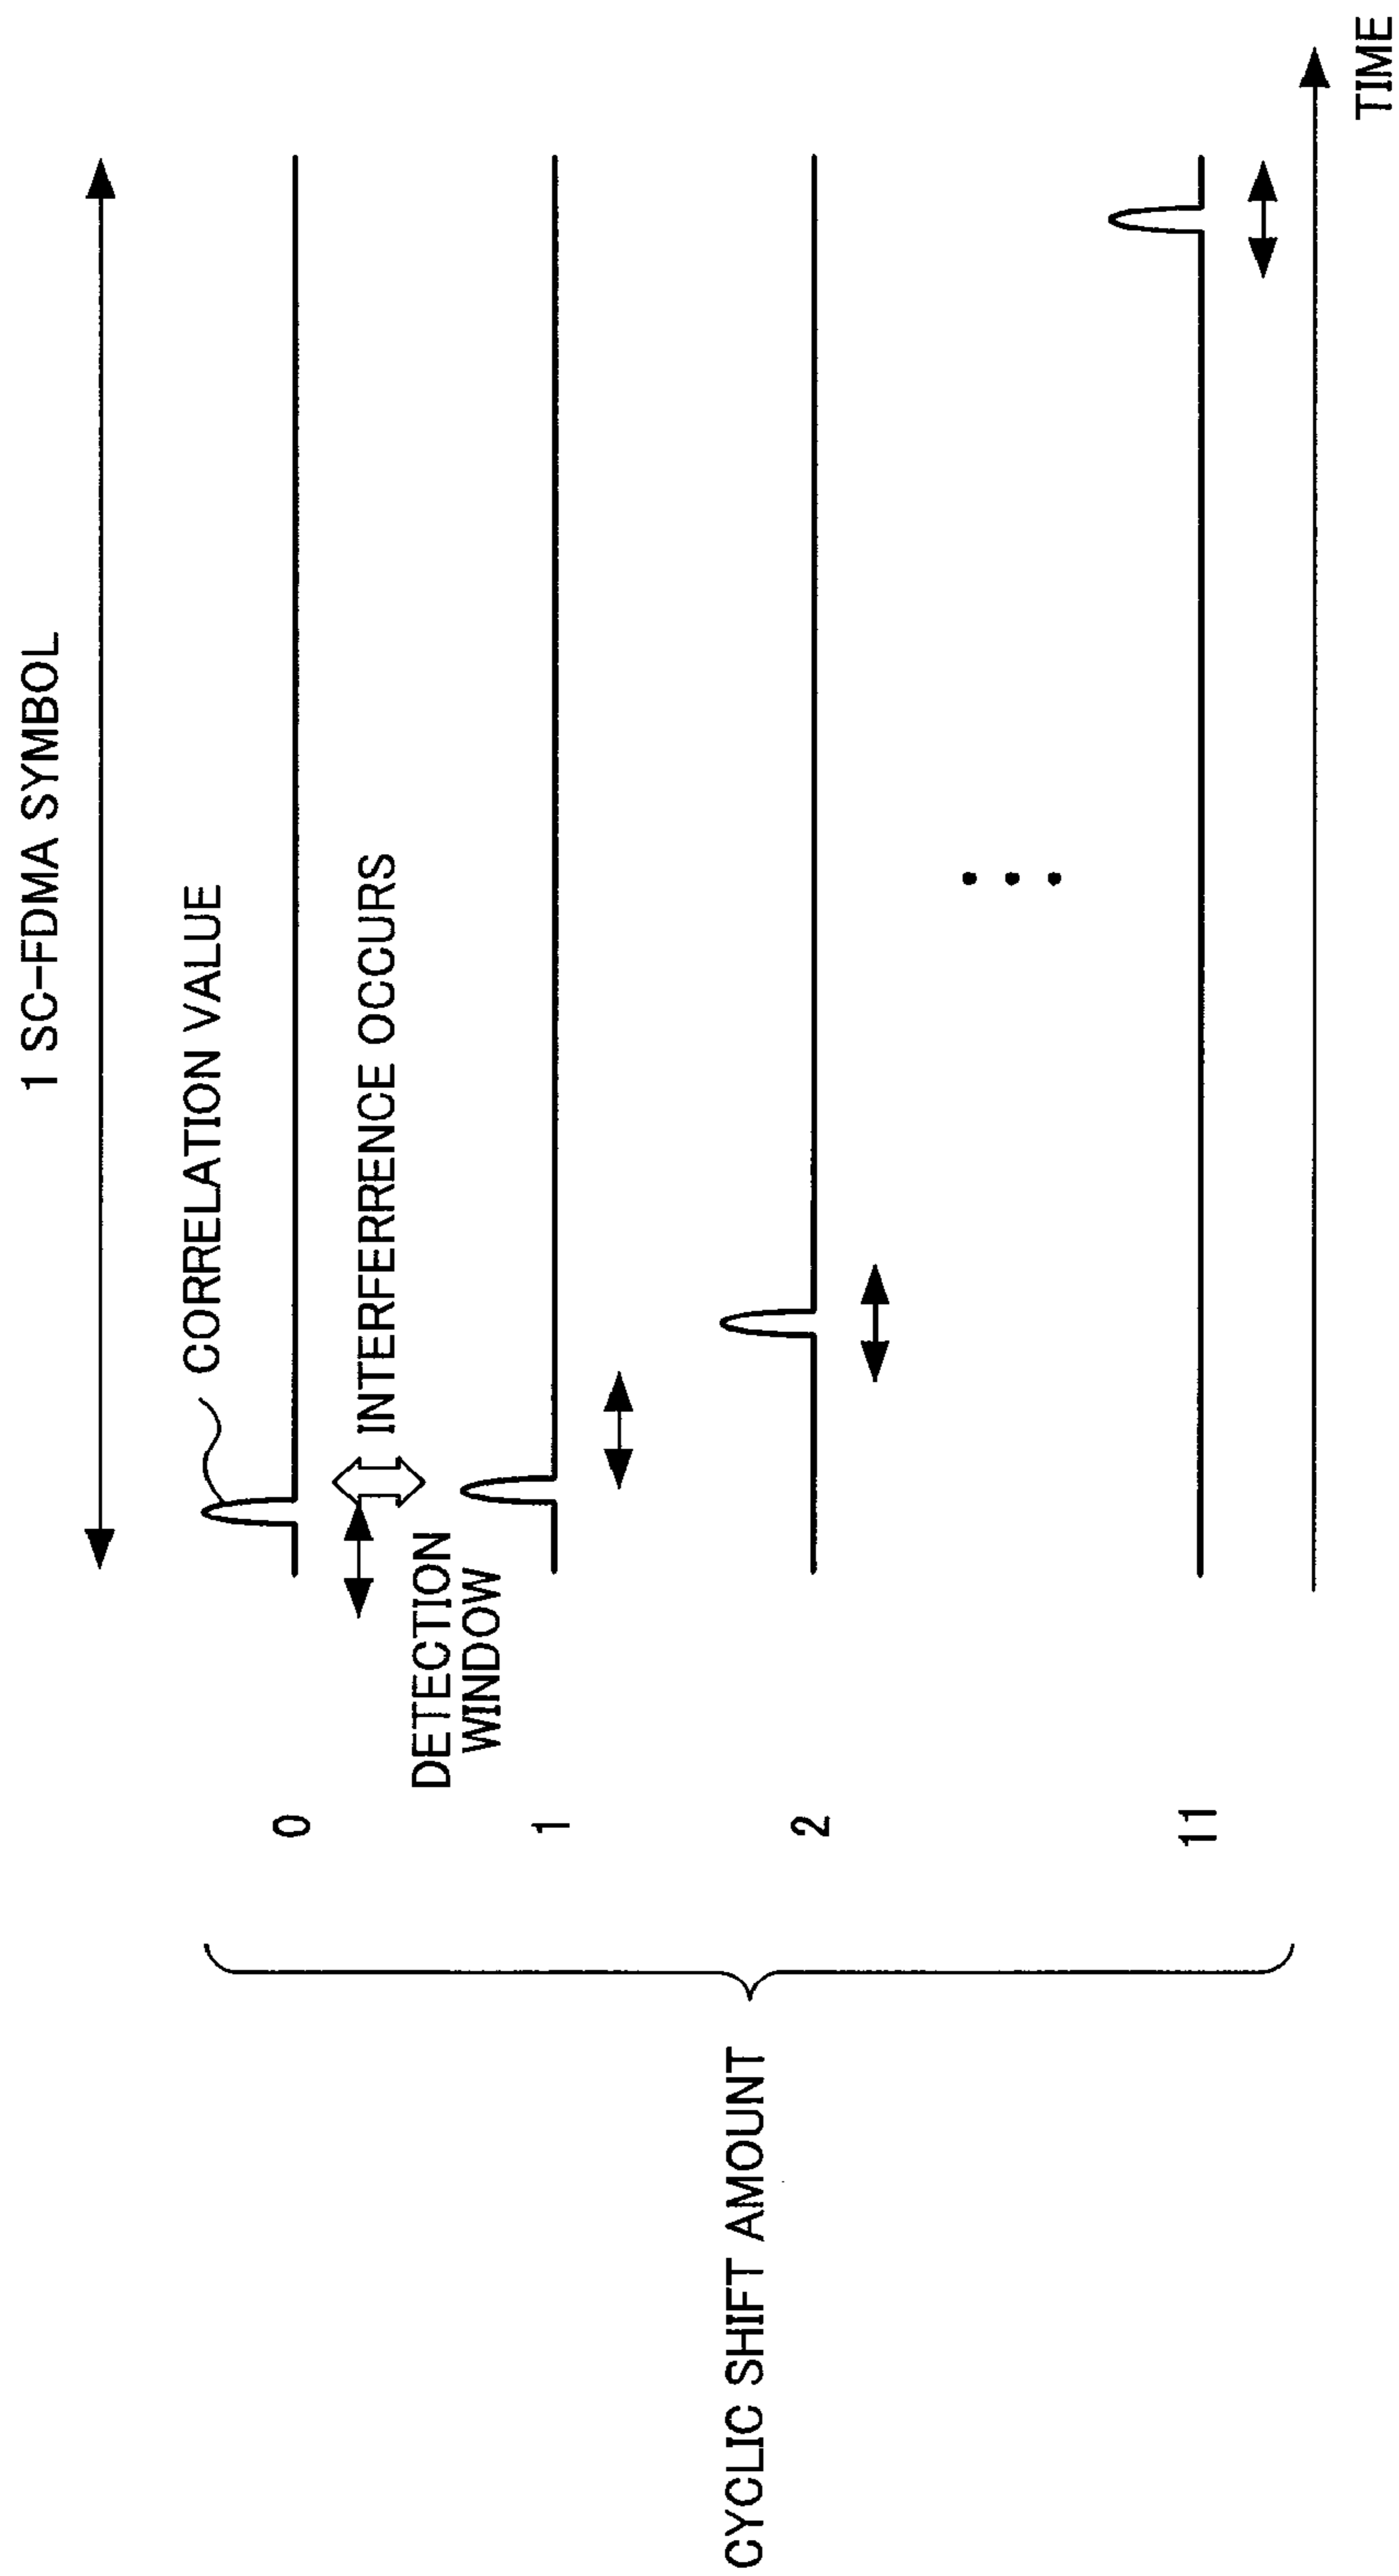 1 SC-FDMA SYMBOL
CORRELATION VALUE
INTERFERRENCE OCCURS
DETECTION
WINDOW
0
1
2
11
CYCLIC SHIFT AMOUNT
TIME